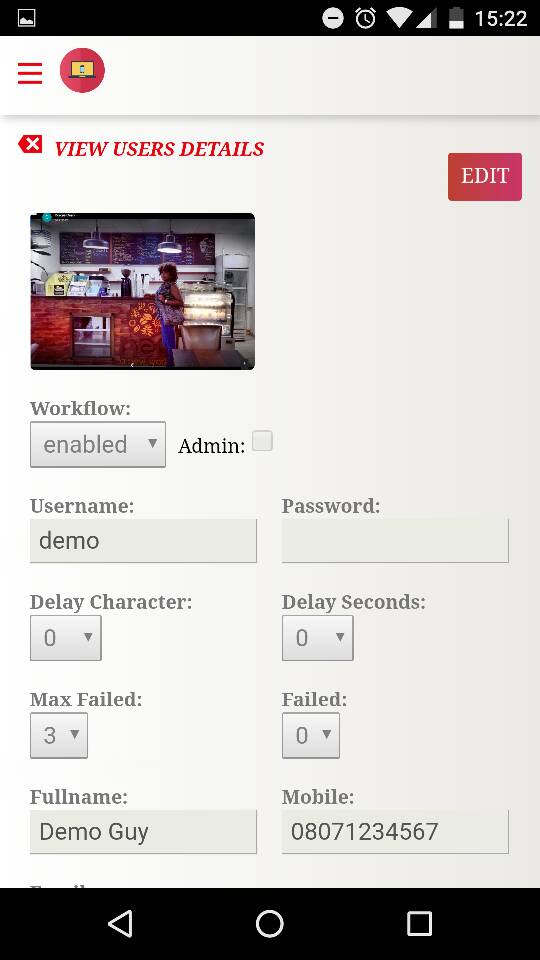 15:22
VIEW USERS DETAILS
EDIT
Workflow:
enabled
Admin:
Username:
Password:
demo
Delay Character:
Delay Seconds:
0
0
Max Failed:
Failed:
3
0
Fullname:
Mobile:
Demo Guy
08071234567